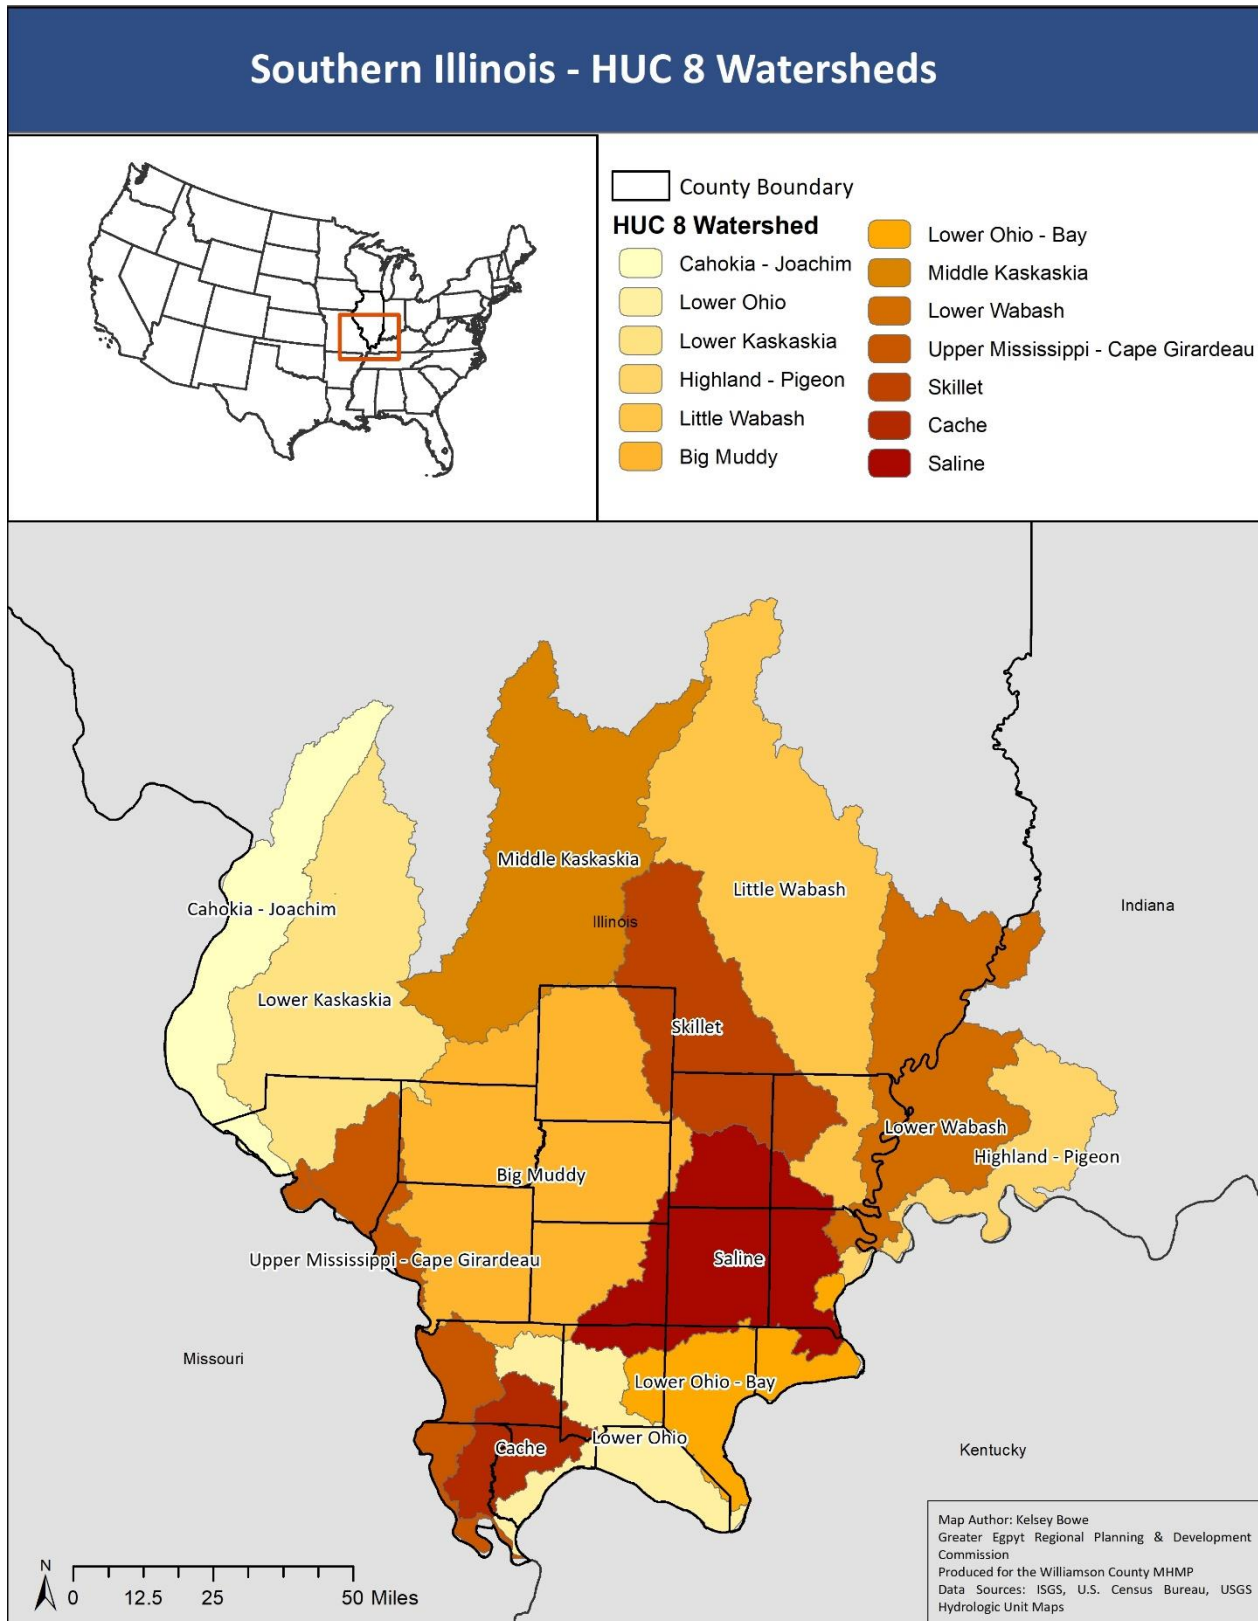 Southern Illinois - HUC 8 Watersheds
County Boundary
HUC 8 Watershed
Cahokia - Joachim
Lower Ohio
Lower Kaskaskia
Highland - Pigeon
Little Wabash
Big Muddy
Lower Ohio - Bay
Middle Kaskaskia
Lower Wabash
Upper Mississippi - Cape Girardeau
Skillet
Cache
Saline
Middle Kaskaskia
Little Wabash
Cahokia - Joachim
Indiana
Illinois
Lower Kaskaskia
Skillet
Lower Wabash
Highland - Pigeon
Big Muddy
Upper Mississippi - Cape Girardeau
Saline
Missouri
Lower Ohio - Bay
Lower Ohio
Cache
Kentucky
N
0 12.5 25 50 Miles
Map Author: Kelsey Bowe
Greater Egpyt Regional Planning & Development
Commission
Produced for the Williamson County MHMP
Data Sources: ISGS, U.S. Census Bureau, USGS
Hydrologic Unit Maps